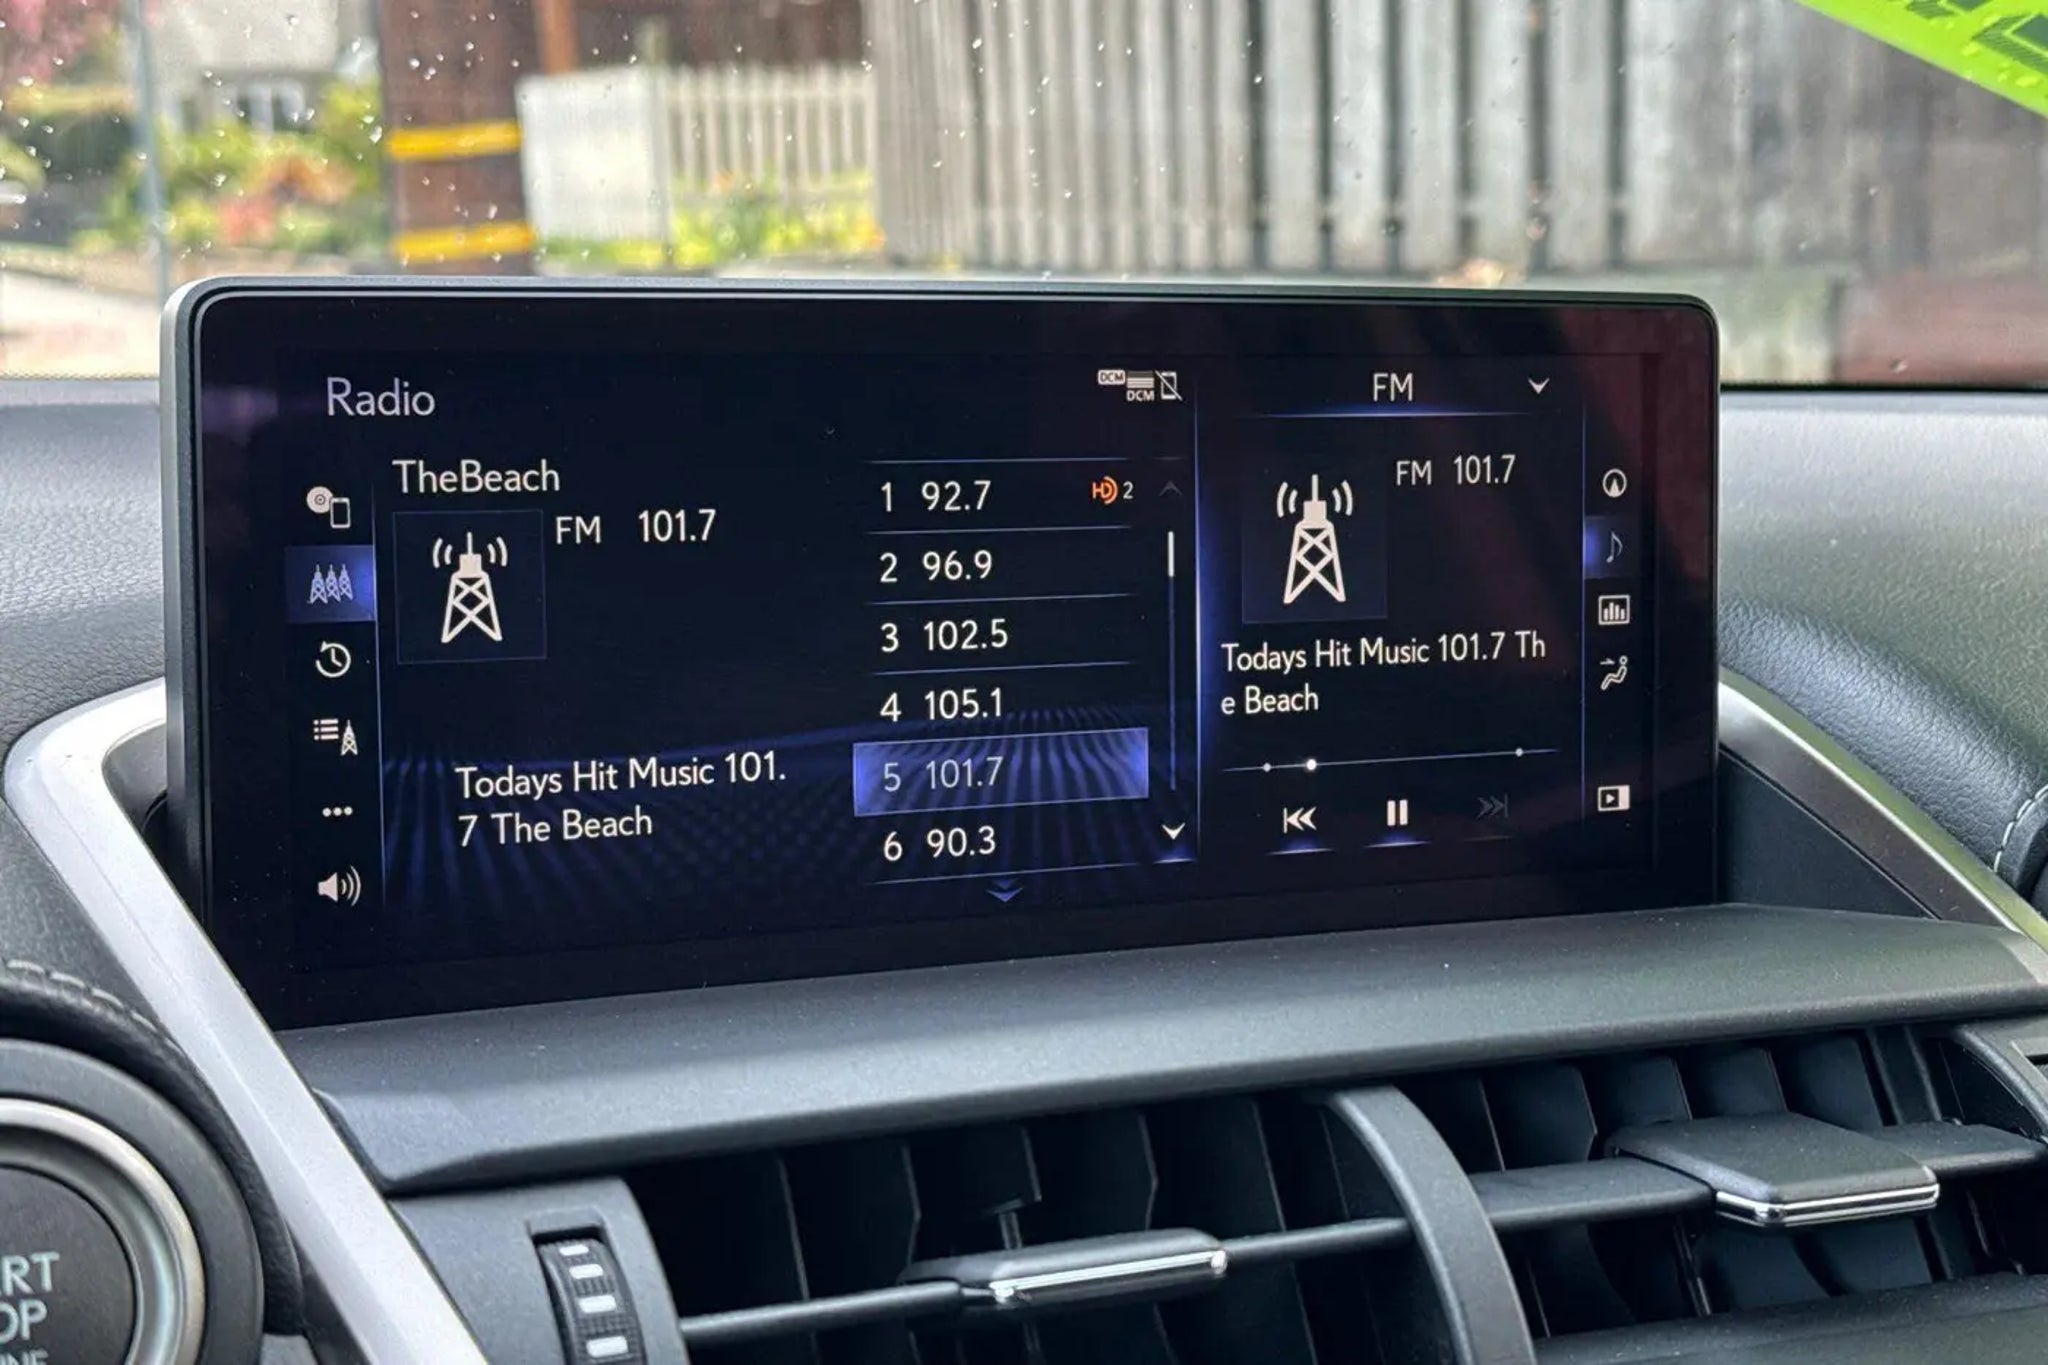 Radio
DCM
DCM
TheBeach
FM 101.7
Todays Hit Music 101.
7 The Beach
1 92.7 HD 2
2 96.9
3 102.5
4 105.1
5 101.7
6 90.3
FM
FM 101.7
Todays Hit Music 101.7 Th
e Beach